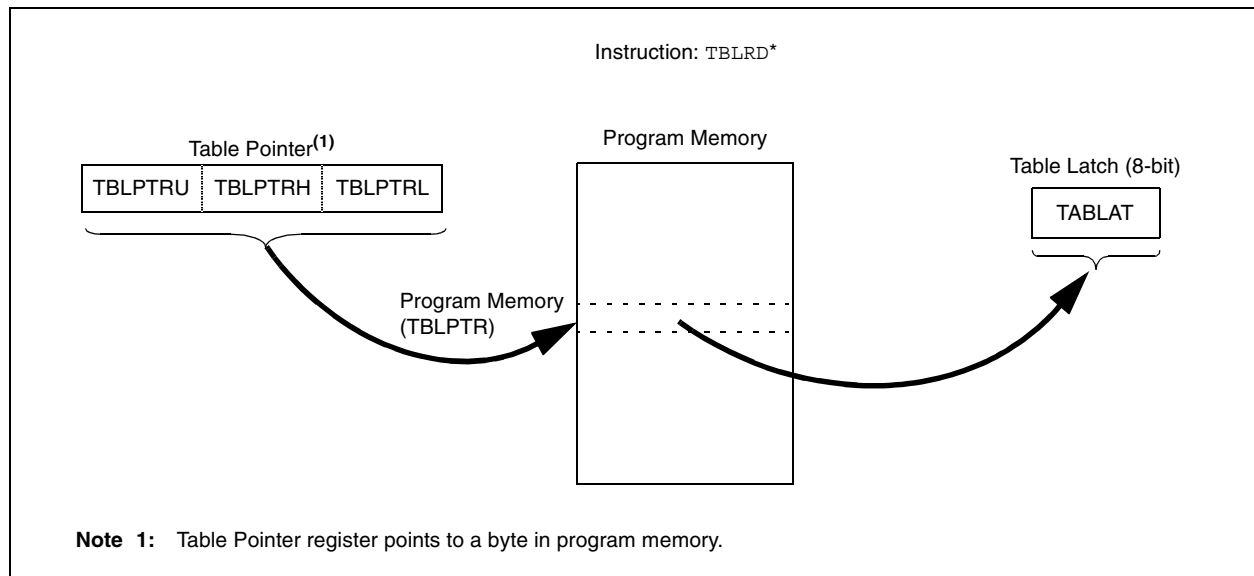 Instruction: TBLRD*
Table Pointer(1)
TBLPTRU TBLPTRH TBLPTRL
Program Memory
Table Latch (8-bit)
TABLAT
Program Memory
(TBLPTR)
Note 1: Table Pointer register points to a byte in program memory.